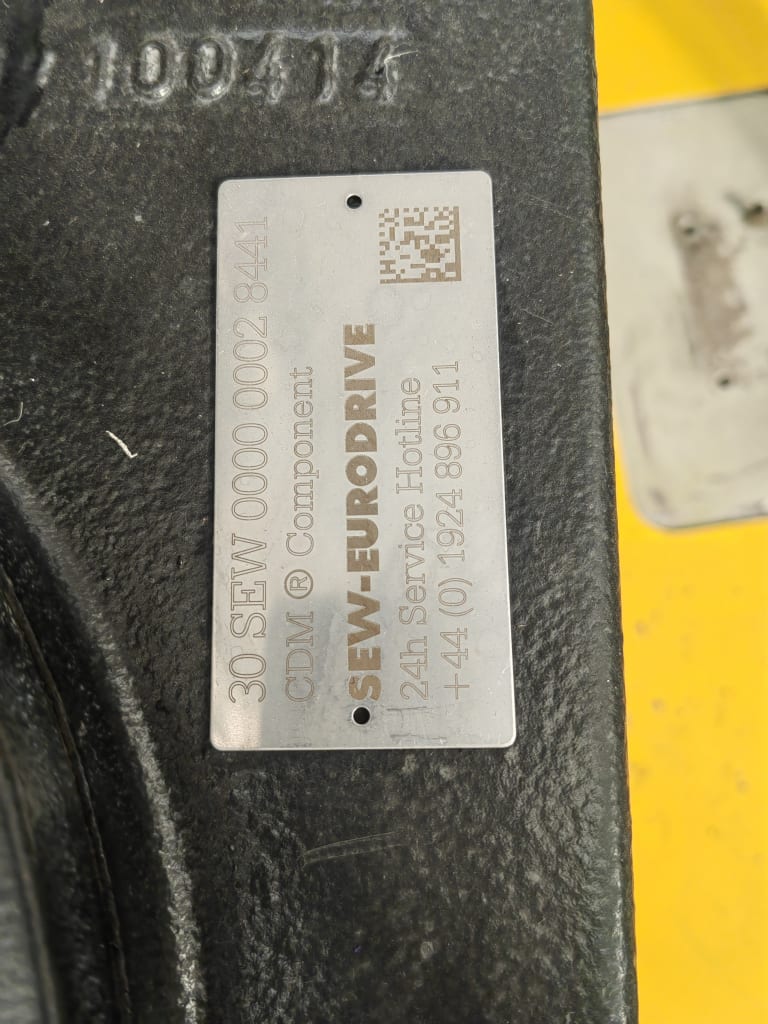 100414
30 SEW 0000 0002 8441
CDM ® Component
SEW-EURODRIVE
24h Service Hotline
+44 (0) 1924 896 911